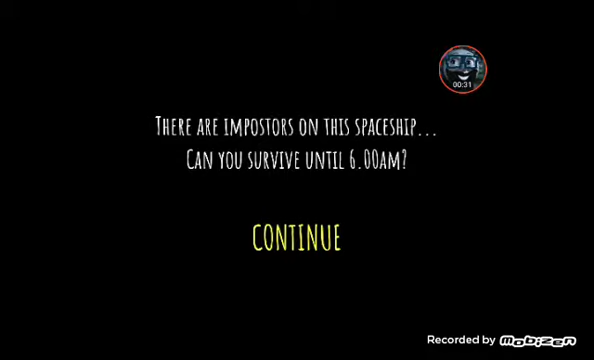 00:31
There are impostors on this spaceship...
Can you survive until 6.00am?
CONTINUE
Recorded by mobizen